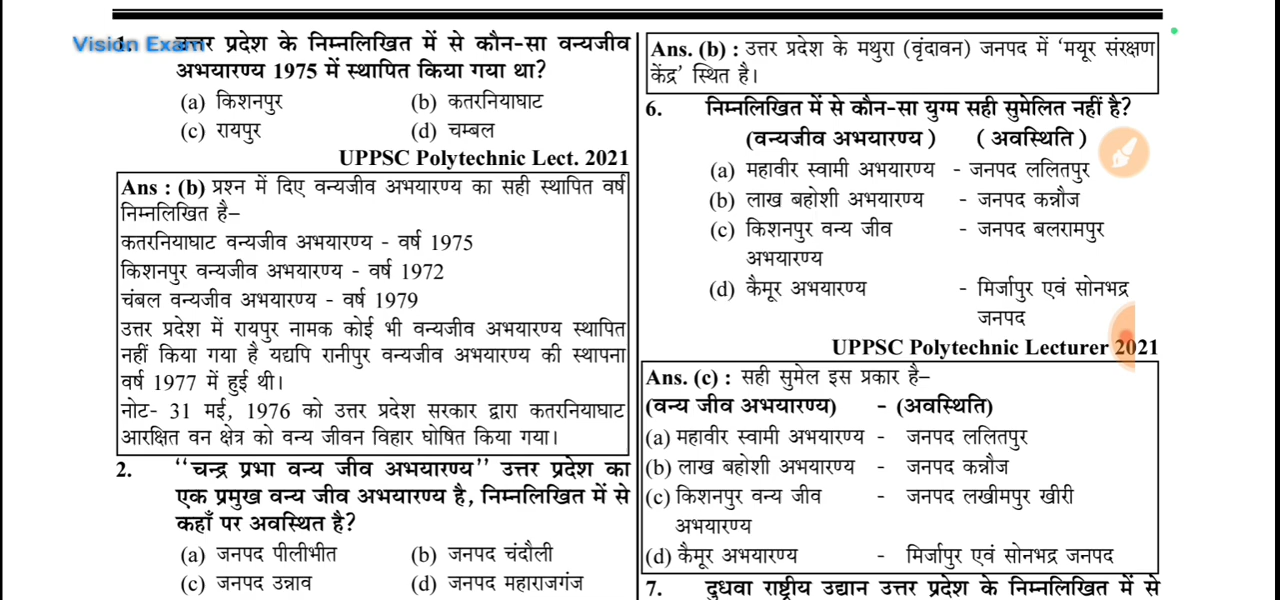 Vision Exam
1. उत्तर प्रदेश के निम्नलिखित में से कौन-सा वन्यजीव
अभयारण्य 1975 में स्थापित किया गया था?
(a) किशनपुर (b) कतरनियाघाट
(c) रायपुर (d) चम्बल
UPPSC Polytechnic Lect. 2021
Ans : (b) प्रश्न में दिए वन्यजीव अभयारण्य का सही स्थापित वर्ष
निम्नलिखित है–
कतरनियाघाट वन्यजीव अभयारण्य - वर्ष 1975
किशनपुर वन्यजीव अभयारण्य - वर्ष 1972
चंबल वन्यजीव अभयारण्य - वर्ष 1979
उत्तर प्रदेश में रायपुर नामक कोई भी वन्यजीव अभयारण्य स्थापित
नहीं किया गया है यद्यपि रानीपुर वन्यजीव अभयारण्य की स्थापना
वर्ष 1977 में हुई थी।
नोट- 31 मई, 1976 को उत्तर प्रदेश सरकार द्वारा कतरनियाघाट
आरक्षित वन क्षेत्र को वन्य जीवन विहार घोषित किया गया।
2. ‘‘चन्द्र प्रभा वन्य जीव अभयारण्य’’ उत्तर प्रदेश का
एक प्रमुख वन्य जीव अभयारण्य है, निम्नलिखित में से
कहाँ पर अवस्थित है?
(a) जनपद पीलीभीत (b) जनपद चंदौली
(c) जनपद उन्नाव (d) जनपद महाराजगंज
Ans. (b) : उत्तर प्रदेश के मथुरा (वृंदावन) जनपद में ‘मयूर संरक्षण
केंद्र’ स्थित है।
6. निम्नलिखित में से कौन-सा युग्म सही सुमेलित नहीं है?
(वन्यजीव अभयारण्य ) ( अवस्थिति )
(a) महावीर स्वामी अभयारण्य - जनपद ललितपुर
(b) लाख बहोशी अभयारण्य - जनपद कन्नौज
(c) किशनपुर वन्य जीव - जनपद बलरामपुर
अभयारण्य
(d) कैमूर अभयारण्य - मिर्जापुर एवं सोनभद्र
जनपद
UPPSC Polytechnic Lecturer 2021
Ans. (c) : सही सुमेल इस प्रकार है–
(वन्य जीव अभयारण्य) - (अवस्थिति)
(a) महावीर स्वामी अभयारण्य - जनपद ललितपुर
(b) लाख बहोशी अभयारण्य - जनपद कन्नौज
(c) किशनपुर वन्य जीव - जनपद लखीमपुर खीरी
अभयारण्य
(d) कैमूर अभयारण्य - मिर्जापुर एवं सोनभद्र जनपद
7. दुधवा राष्ट्रीय उद्यान उत्तर प्रदेश के निम्नलिखित में से